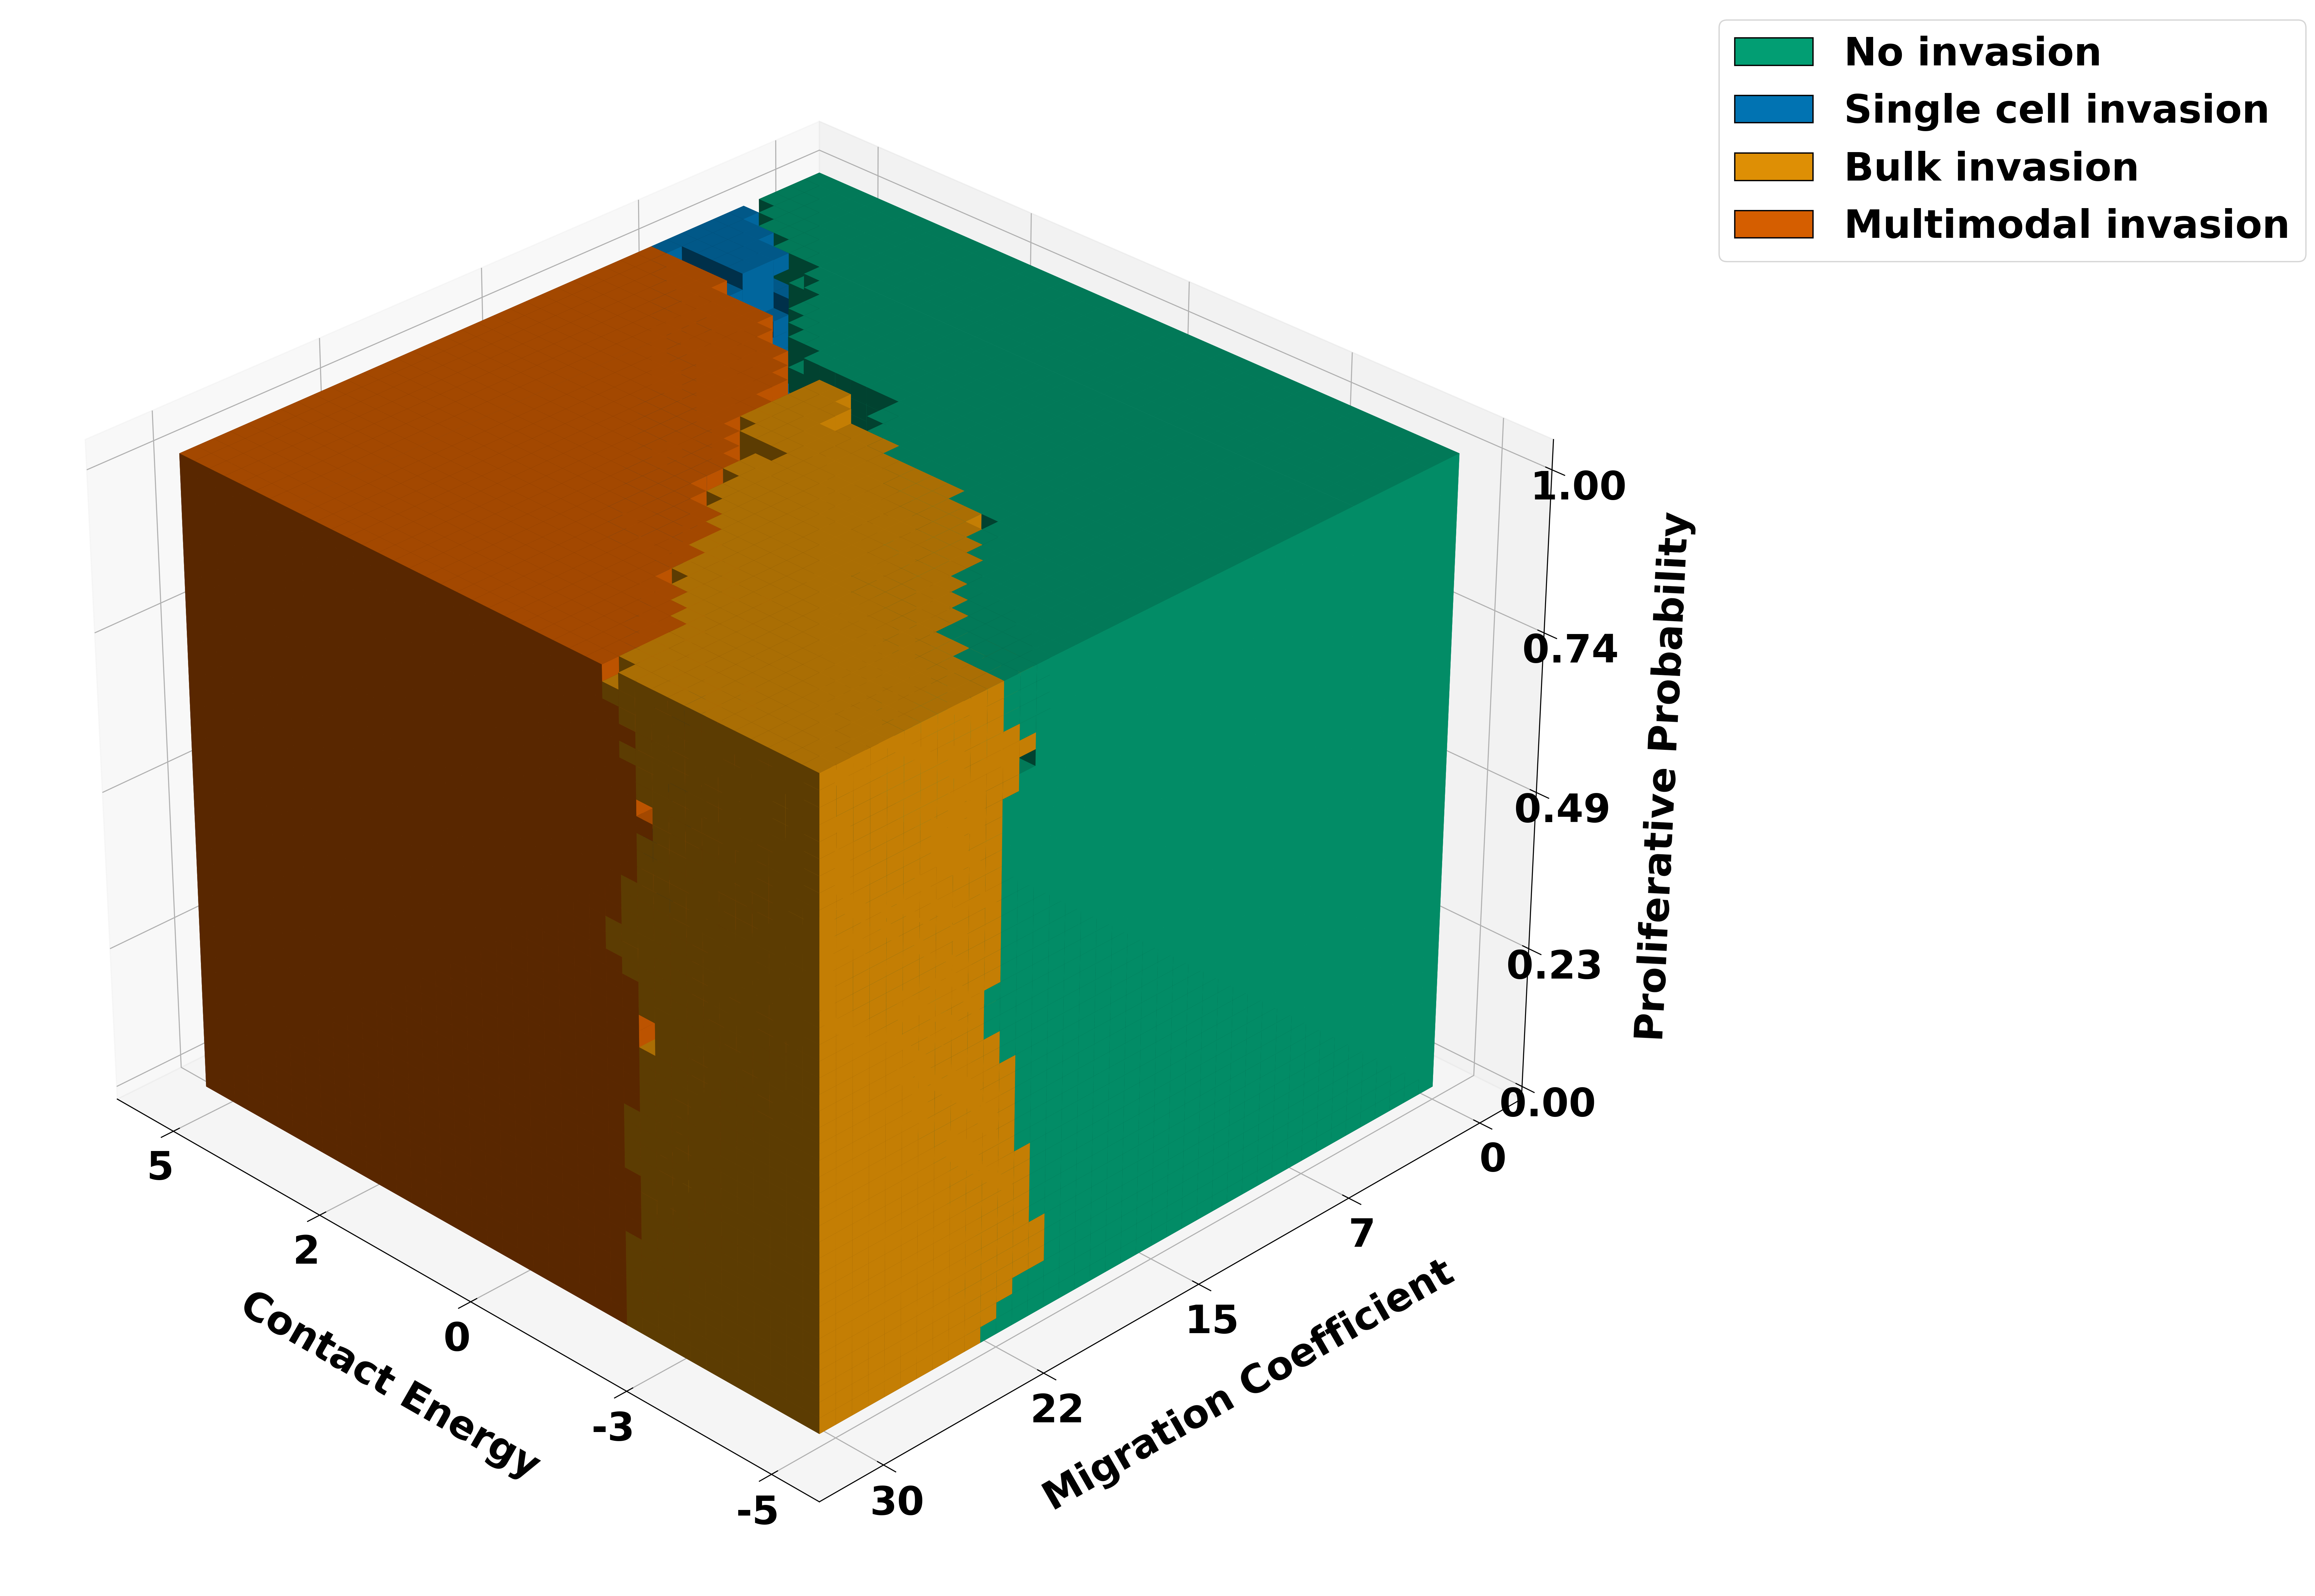 No invasion
Single cell invasion
Bulk invasion
Multimodal invasion
1.00
0.74
0.49
0.23
0.00
Proliferative Probability
5
2
0
-3
-5
Contact Energy
0
7
15
22
30
Migration Coefficient